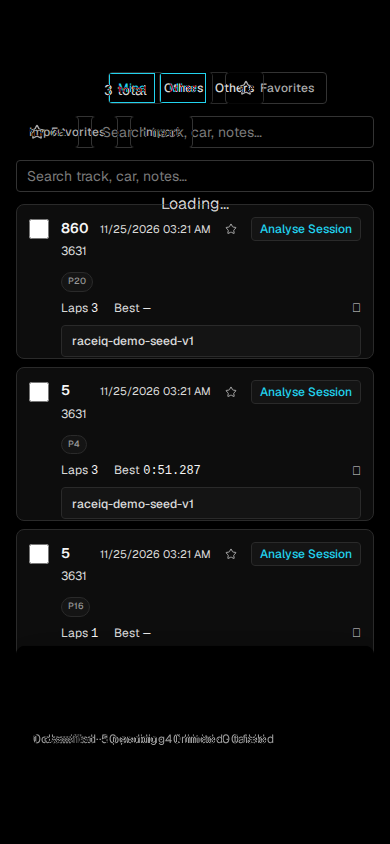 3 total Mine Others Others Favorites
Favorites Search track, car, notes...
Search track, car, notes...
Loading...
860 11/25/2026 03:21 AM Analyse Session
3631
P20
Laps 3 Best —
raceiq-demo-seed-v1
5 11/25/2026 03:21 AM Analyse Session
3631
P4
Laps 3 Best 0:51.287
raceiq-demo-seed-v1
5 11/25/2026 03:21 AM Analyse Session
3631
P16
Laps 1 Best —